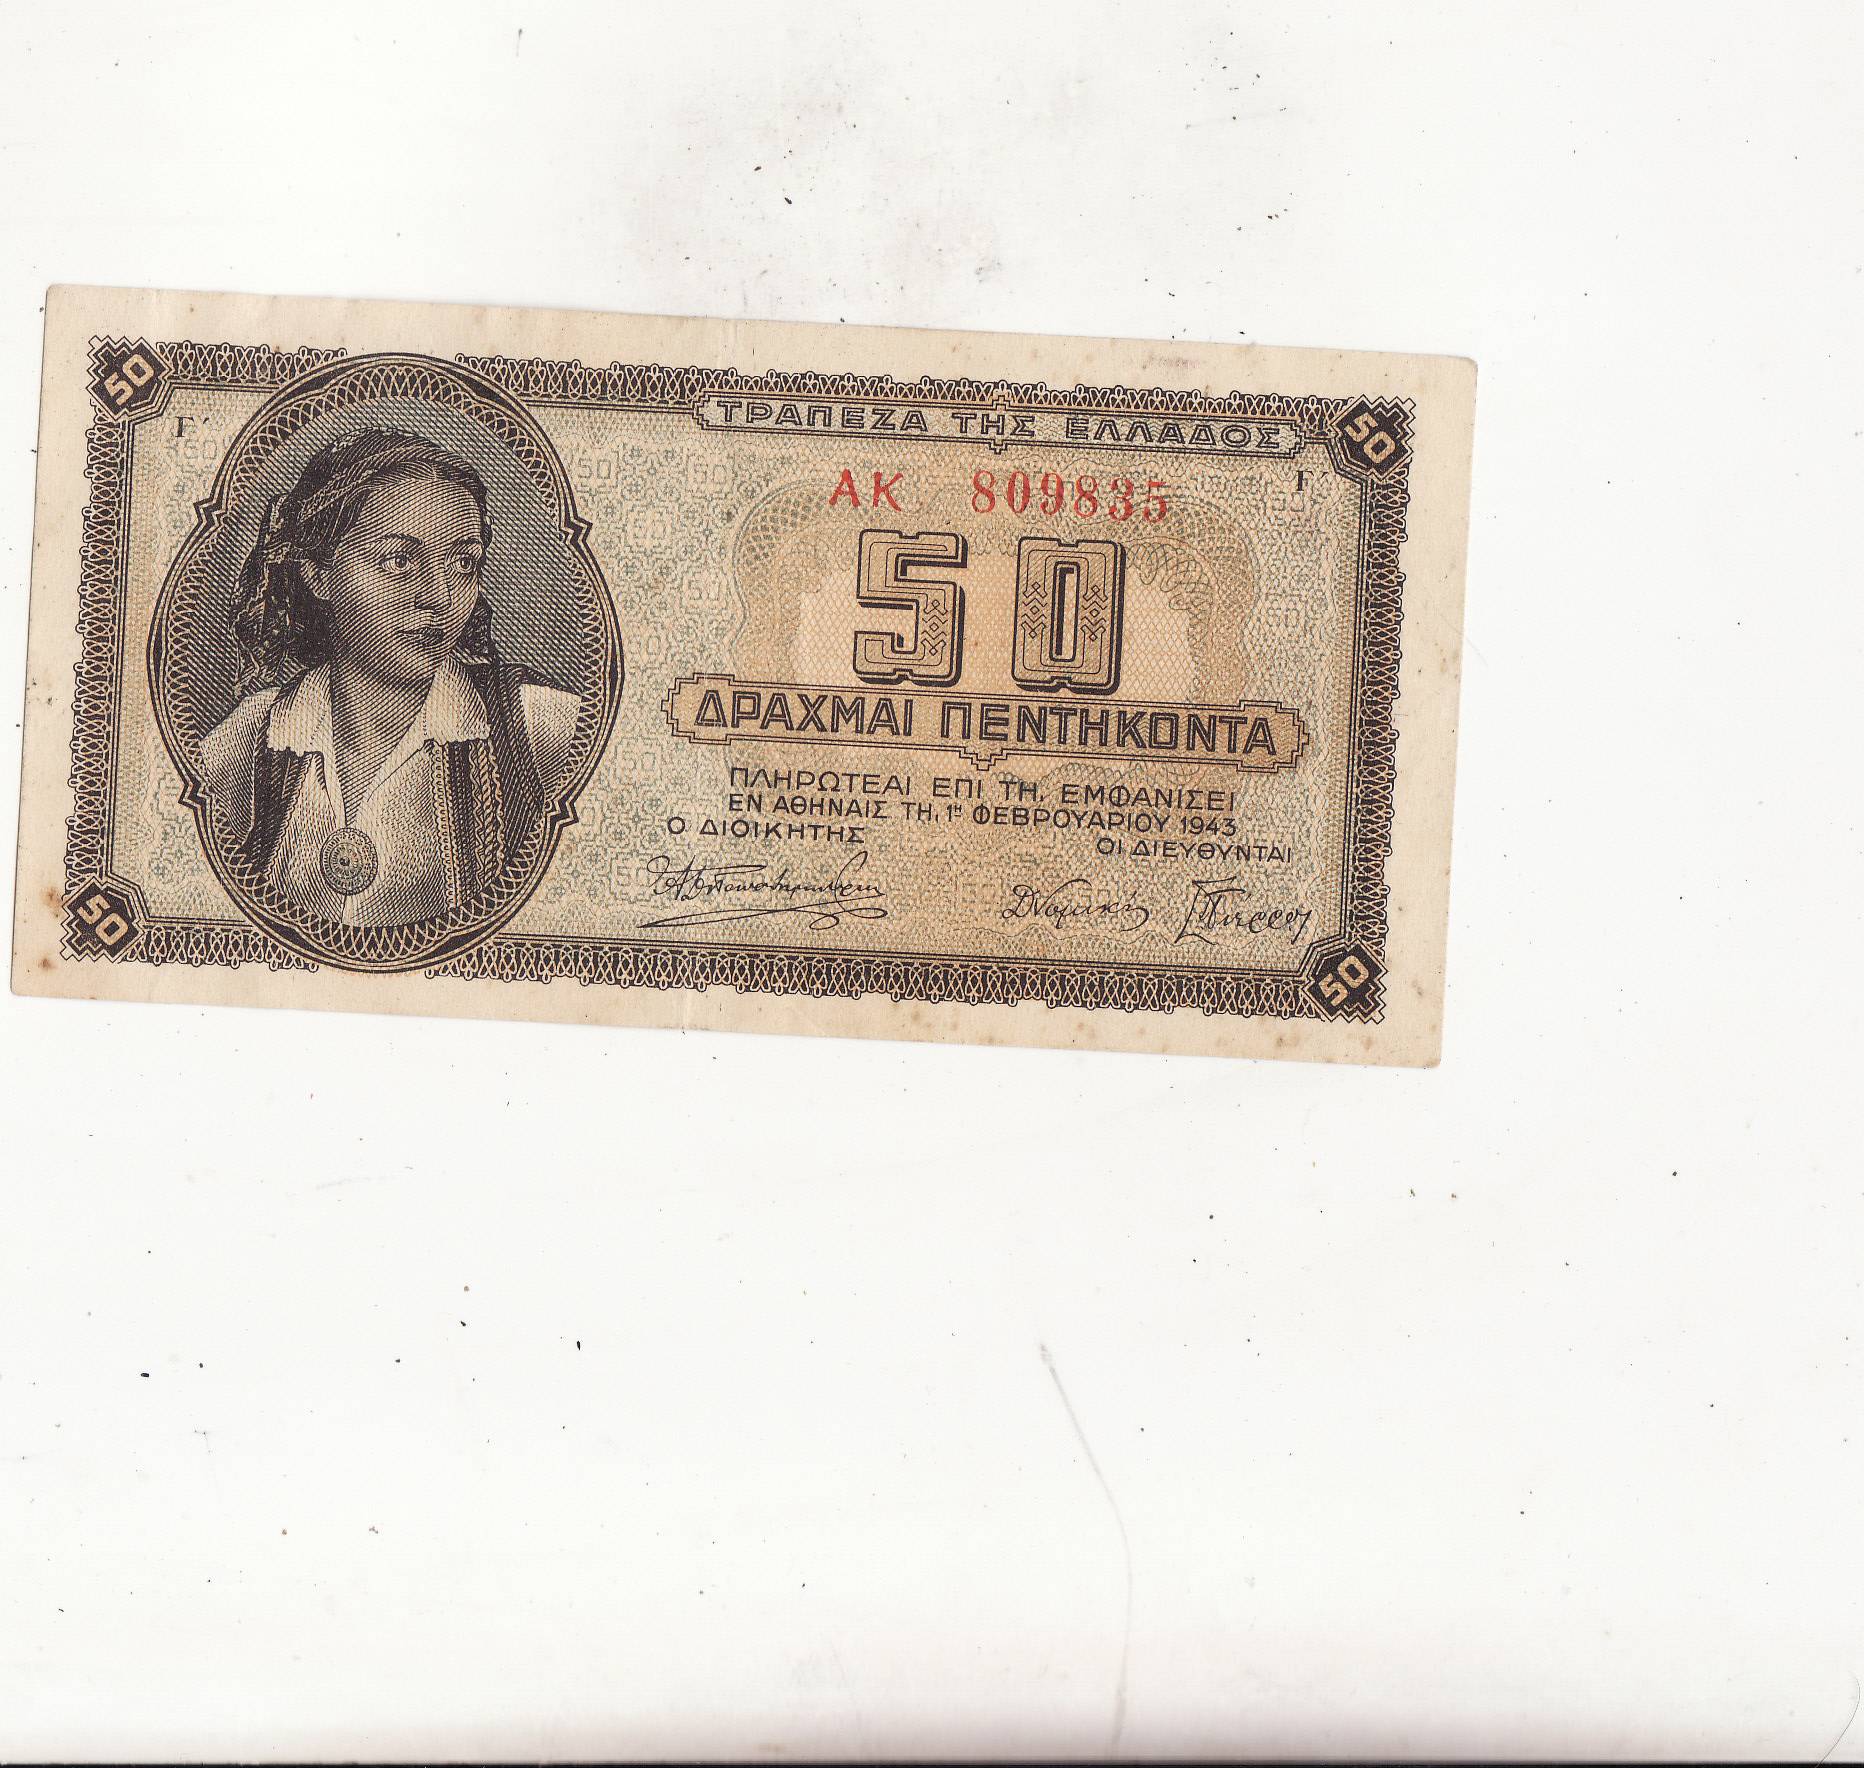 50
50
Γ΄
ΤΡΑΠΕΖΑ ΤΗΣ ΕΛΛΑΔΟΣ
Γ΄
ΑΚ 809835
50
ΔΡΑΧΜΑΙ ΠΕΝΤΗΚΟΝΤΑ
ΠΛΗΡΩΤΕΑΙ ΕΠΙ ΤΗ, ΕΜΦΑΝΙΣΕΙ
ΕΝ ΑΘΗΝΑΙΣ ΤΗ, 1ῃ ΦΕΒΡΟΥΑΡΙΟΥ 1943
Ο ΔΙΟΙΚΗΤΗΣ
ΟΙ ΔΙΕΥΘΥΝΤΑΙ
50
50